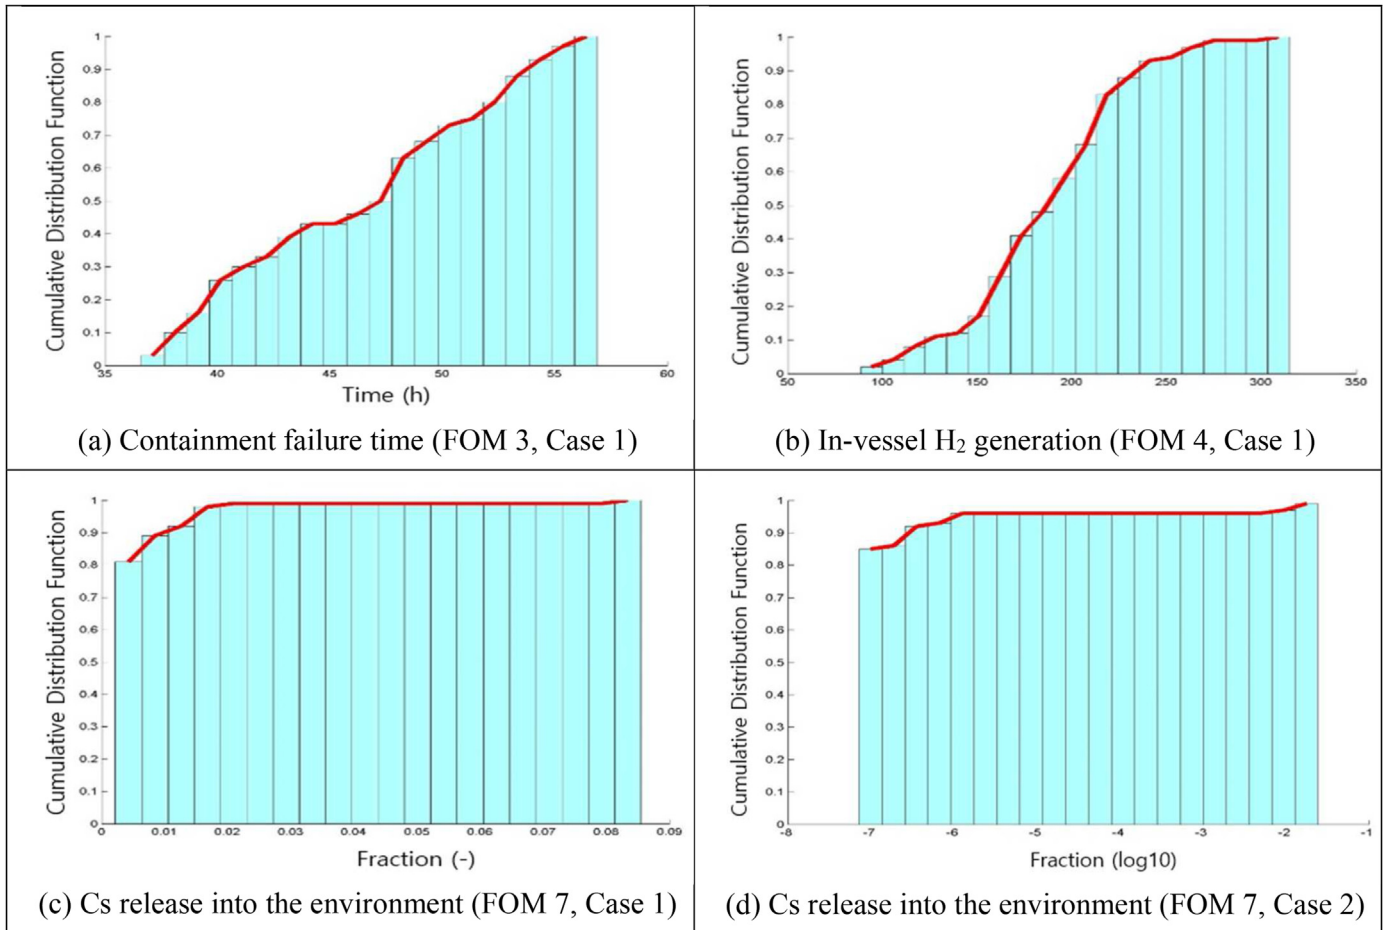 Cumulative Distribution Function
1
0.9
0.8
0.7
0.6
0.5
0.4
0.3
0.2
0.1
0
35 40 45 50 55 60
Time (h)
(a) Containment failure time (FOM 3, Case 1)
Cumulative Distribution Function
1
0.9
0.8
0.7
0.6
0.5
0.4
0.3
0.2
0.1
0
50 100 150 200 250 300 350
(b) In-vessel H₂ generation (FOM 4, Case 1)
Cumulative Distribution Function
1
0.9
0.8
0.7
0.6
0.5
0.4
0.3
0.2
0.1
0
0 0.01 0.02 0.03 0.04 0.05 0.06 0.07 0.08 0.09
Fraction (-)
(c) Cs release into the environment (FOM 7, Case 1)
Cumulative Distribution Function
1
0.9
0.8
0.7
0.6
0.5
0.4
0.3
0.2
0.1
0
-8 -7 -6 -5 -4 -3 -2 -1
Fraction (log10)
(d) Cs release into the environment (FOM 7, Case 2)